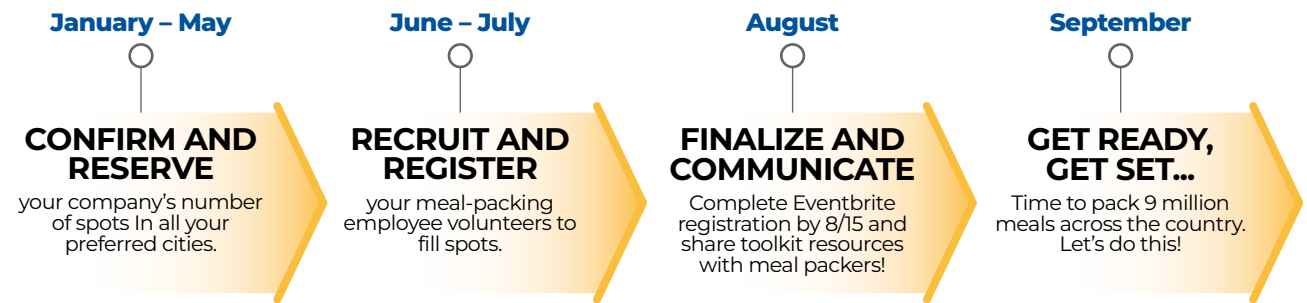 January – May
CONFIRM AND
RESERVE
your company's number
of spots In all your
preferred cities.
June – July
RECRUIT AND
REGISTER
your meal-packing
employee volunteers to
fill spots.
August
FINALIZE AND
COMMUNICATE
Complete Eventbrite
registration by 8/15 and
share toolkit resources
with meal packers!
September
GET READY,
GET SET...
Time to pack 9 million
meals across the country.
Let's do this!